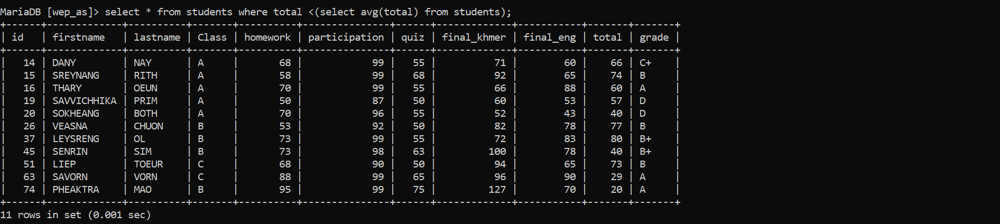 MariaDB [wep_as]> select * from students where total <(select avg(total) from students);
+------+-------------+----------+-------+----------+---------------+------+-------------+-----------+-------+-------+
| id   | firstname   | lastname | Class | homework | participation | quiz | final_khmer | final_eng | total | grade |
+------+-------------+----------+-------+----------+---------------+------+-------------+-----------+-------+-------+
|   14 | DANY        | NAY      | A     |       68 |            99 |   55 |          71 |        60 |    66 | C+    |
|   15 | SREYNANG    | RITH     | A     |       58 |            99 |   68 |          92 |        65 |    74 | B     |
|   16 | THARY       | OEUN     | A     |       70 |            99 |   55 |          66 |        88 |    60 | A     |
|   19 | SAVVICHHIKA | PRIM     | A     |       50 |            87 |   50 |          60 |        53 |    57 | D     |
|   20 | SOKHEANG    | BOTH     | A     |       70 |            96 |   55 |          52 |        43 |    40 | D     |
|   26 | VEASNA      | CHUON    | B     |       53 |            92 |   50 |          82 |        78 |    77 | B     |
|   37 | LEYSRENG    | OL       | B     |       73 |            99 |   55 |          72 |        83 |    80 | B+    |
|   45 | SENRIN      | SIM      | B     |       73 |            98 |   63 |         100 |        78 |    40 | B+    |
|   51 | LIEP        | TOEUR    | C     |       68 |            90 |   50 |          94 |        65 |    73 | B     |
|   63 | SAVORN      | VORN     | C     |       88 |            99 |   65 |          96 |        90 |    29 | A     |
|   74 | PHEAKTRA    | MAO      | B     |       95 |            99 |   75 |         127 |        70 |    20 | A     |
+------+-------------+----------+-------+----------+---------------+------+-------------+-----------+-------+-------+
11 rows in set (0.001 sec)